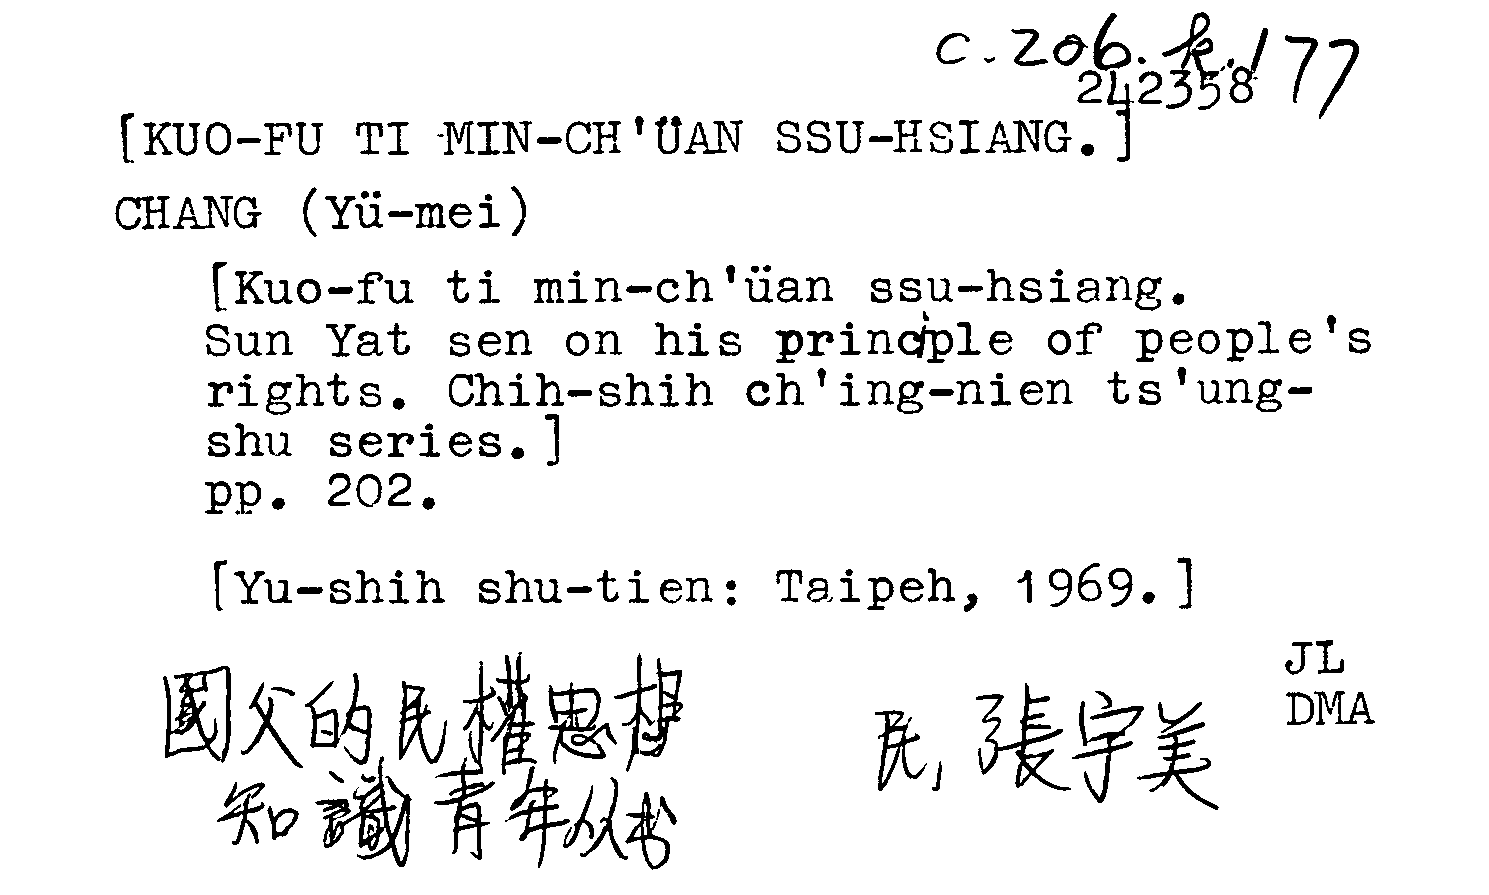 C.206.k.177
242358
[KUO-FU TI MIN-CH'ÜAN SSU-HSIANG.]
CHANG (Yü-mei)
[Kuo-fu ti min-ch'üan ssu-hsiang.
Sun Yat sen on his principle of people's
rights. Chih-shih ch'ing-nien ts'ung-
shu series.]
pp. 202.
[Yu-shih shu-tien: Taipeh, 1969.]
JL
DMA
國父的民權思想
民, 張宇美
知識青年丛书